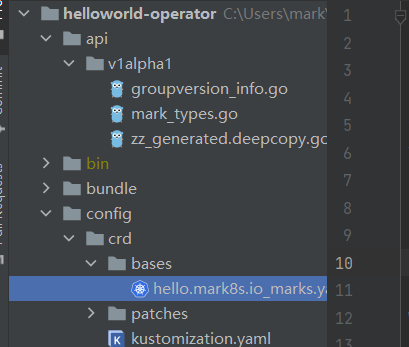 helloworld-operator C:\Users\mark\
api
v1alpha1
groupversion_info.go
mark_types.go
zz_generated.deepcopy.go
bin
bundle
config
crd
bases
hello.mark8s.io_marks.ya
patches
kustomization.yaml
1
2
3
4
5
6
7
8
9
10
11
12
13